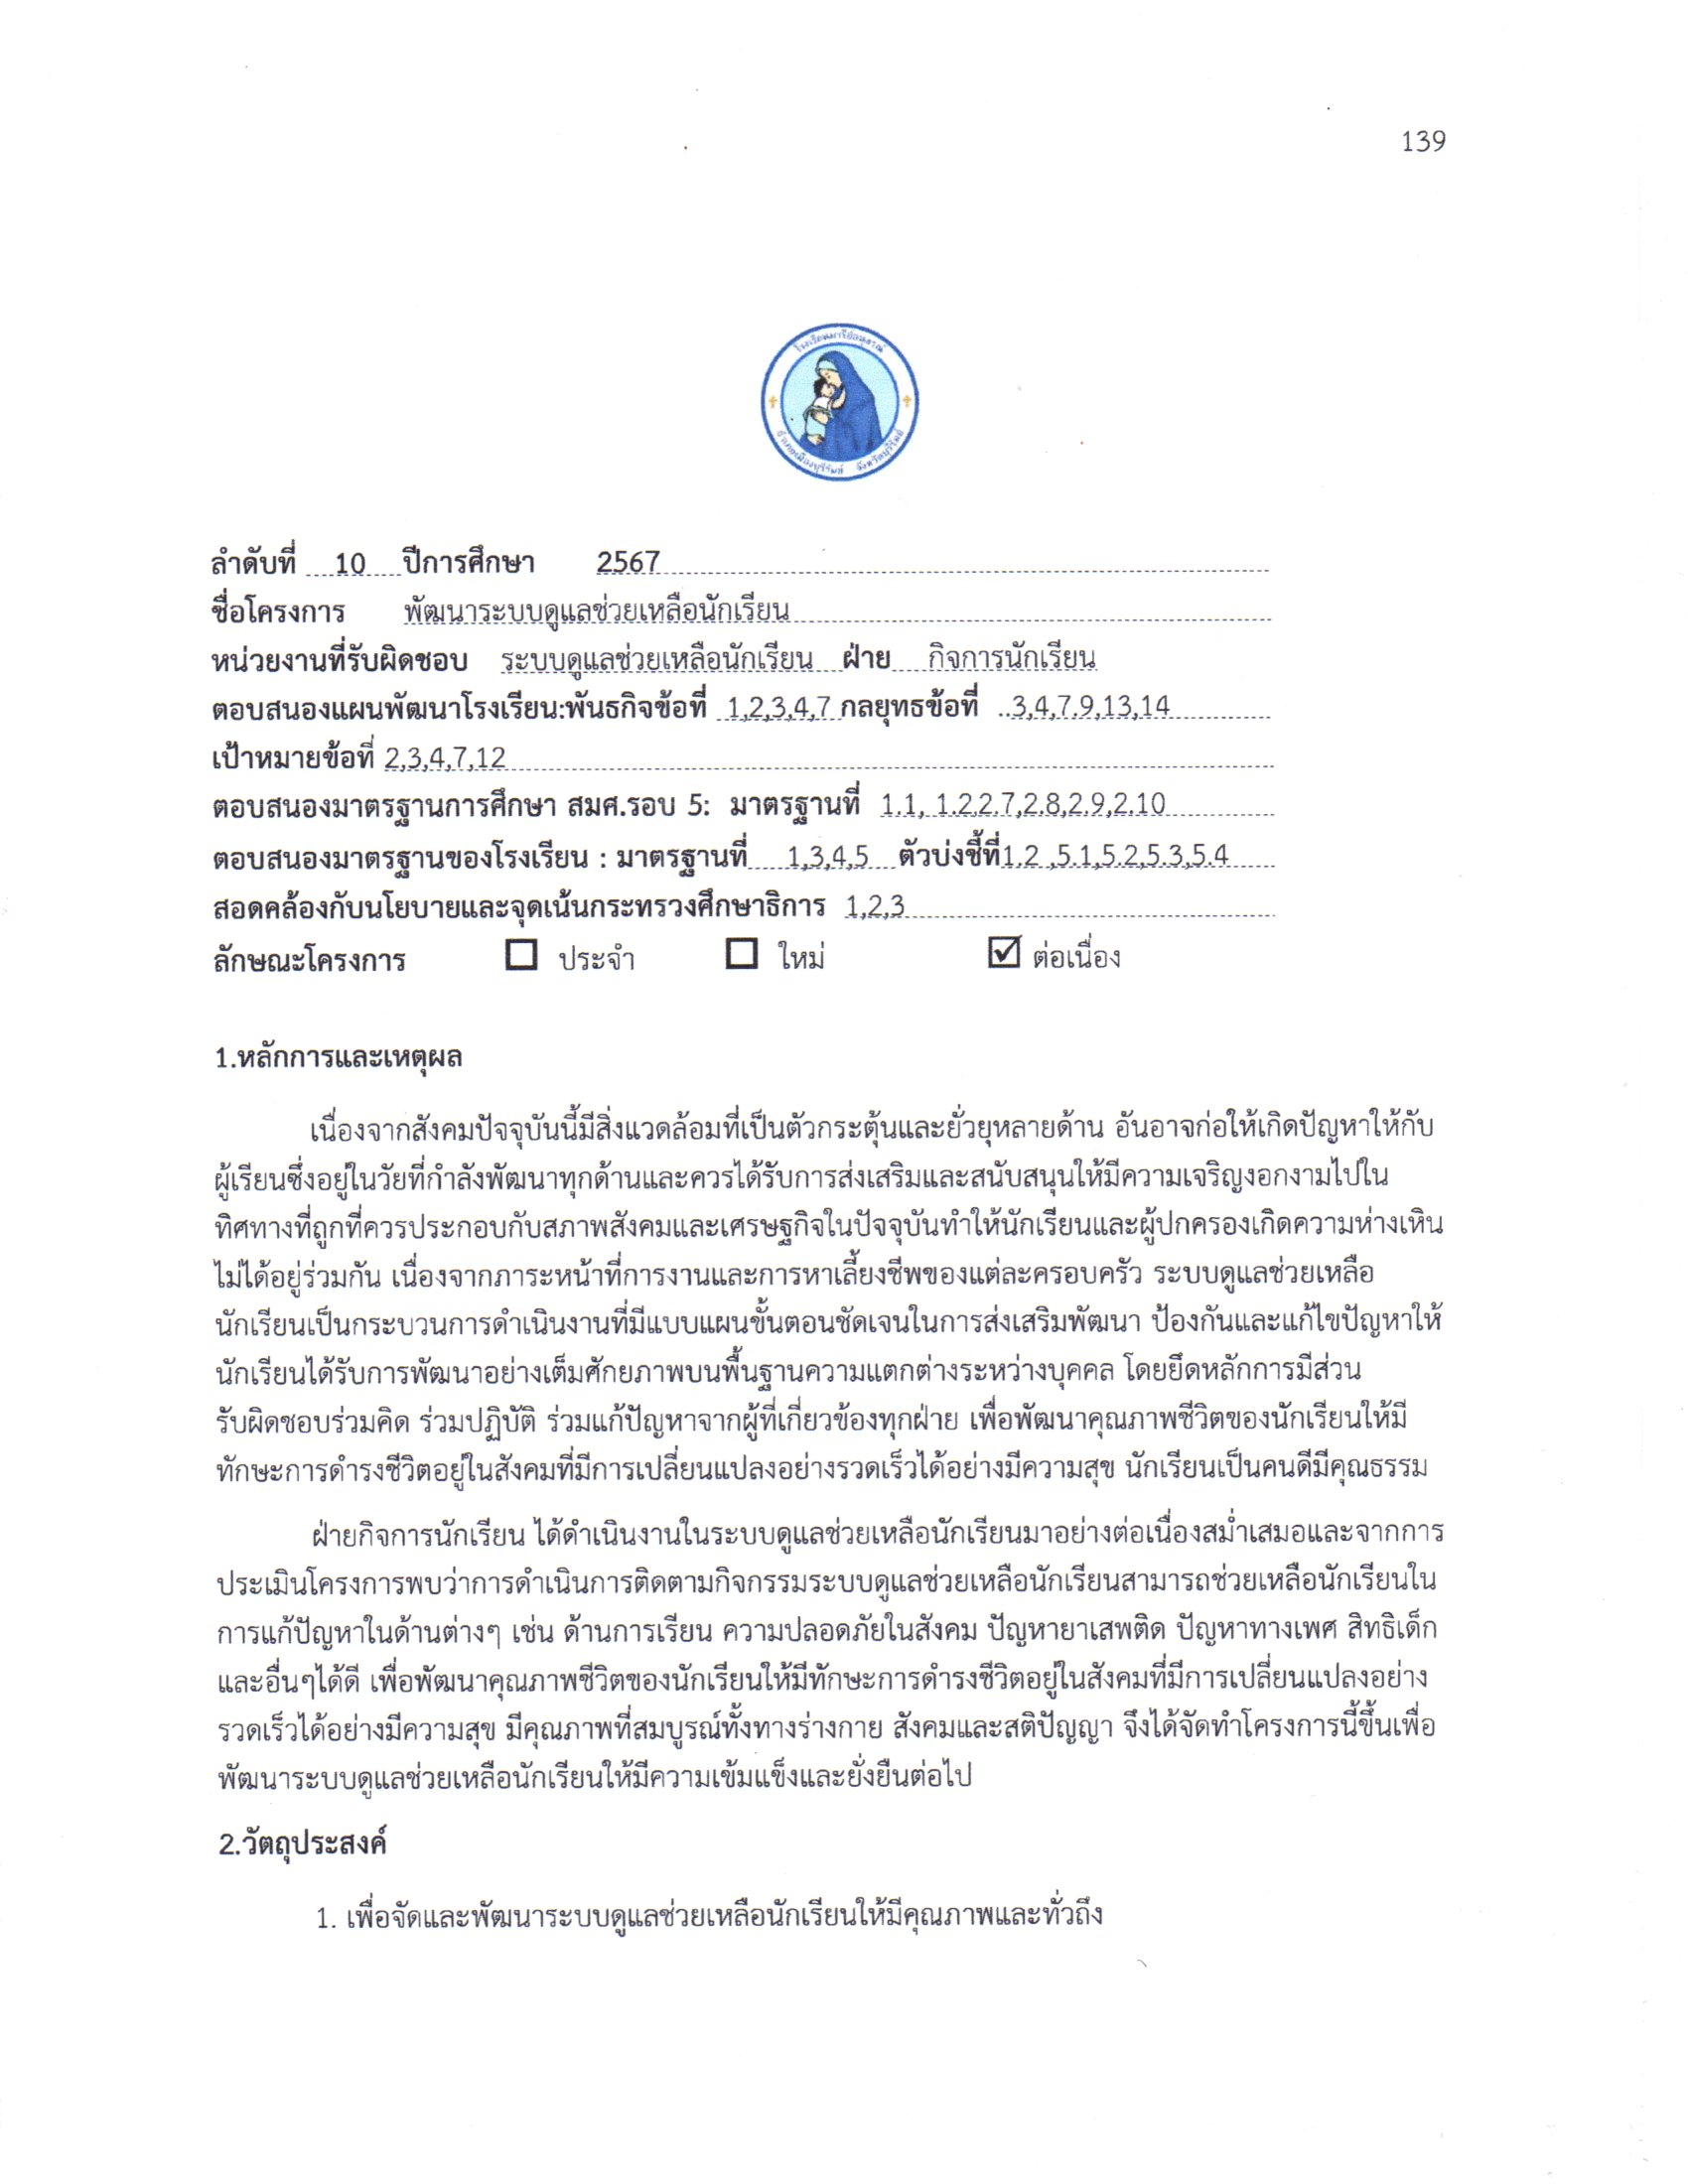 139
โรงเรียนมารีย์อนุสรณ์
อำเภอเมืองบุรีรัมย์ จังหวัดบุรีรัมย์
ลำดับที่ 10 ปีการศึกษา 2567
ชื่อโครงการ พัฒนาระบบดูแลช่วยเหลือนักเรียน
หน่วยงานที่รับผิดชอบ ระบบดูแลช่วยเหลือนักเรียน ฝ่าย กิจการนักเรียน
ตอบสนองแผนพัฒนาโรงเรียน:พันธกิจข้อที่ 1,2,3,4,7 กลยุทธข้อที่ ..3,4,7.9,13,14
เป้าหมายข้อที่ 2,3,4,7,12
ตอบสนองมาตรฐานการศึกษา สมศ.รอบ 5: มาตรฐานที่ 1.1, 1.2,2.7,2.8,2.9,2.10
ตอบสนองมาตรฐานของโรงเรียน : มาตรฐานที่ 1,3,4,5 ตัวบ่งชี้ที่1.2 ,5.1,5.2,5.3,5.4
สอดคล้องกับนโยบายและจุดเน้นกระทรวงศึกษาธิการ 1,2,3
ลักษณะโครงการ ☐ ประจำ ☐ ใหม่ ☑ ต่อเนื่อง
1.หลักการและเหตุผล
เนื่องจากสังคมปัจจุบันนี้มีสิ่งแวดล้อมที่เป็นตัวกระตุ้นและยั่วยุหลายด้าน อันอาจก่อให้เกิดปัญหาให้กับ
ผู้เรียนซึ่งอยู่ในวัยที่กำลังพัฒนาทุกด้านและควรได้รับการส่งเสริมและสนับสนุนให้มีความเจริญงอกงามไปใน
ทิศทางที่ถูกที่ควรประกอบกับสภาพสังคมและเศรษฐกิจในปัจจุบันทำให้นักเรียนและผู้ปกครองเกิดความห่างเหิน
ไม่ได้อยู่ร่วมกัน เนื่องจากภาระหน้าที่การงานและการหาเลี้ยงชีพของแต่ละครอบครัว ระบบดูแลช่วยเหลือ
นักเรียนเป็นกระบวนการดำเนินงานที่มีแบบแผนขั้นตอนชัดเจนในการส่งเสริมพัฒนา ป้องกันและแก้ไขปัญหาให้
นักเรียนได้รับการพัฒนาอย่างเต็มศักยภาพบนพื้นฐานความแตกต่างระหว่างบุคคล โดยยึดหลักการมีส่วน
รับผิดชอบร่วมคิด ร่วมปฏิบัติ ร่วมแก้ปัญหาจากผู้ที่เกี่ยวข้องทุกฝ่าย เพื่อพัฒนาคุณภาพชีวิตของนักเรียนให้มี
ทักษะการดำรงชีวิตอยู่ในสังคมที่มีการเปลี่ยนแปลงอย่างรวดเร็วได้อย่างมีความสุข นักเรียนเป็นคนดีมีคุณธรรม
ฝ่ายกิจการนักเรียน ได้ดำเนินงานในระบบดูแลช่วยเหลือนักเรียนมาอย่างต่อเนื่องสม่ำเสมอและจากการ
ประเมินโครงการพบว่าการดำเนินการติดตามกิจกรรมระบบดูแลช่วยเหลือนักเรียนสามารถช่วยเหลือนักเรียนใน
การแก้ปัญหาในด้านต่างๆ เช่น ด้านการเรียน ความปลอดภัยในสังคม ปัญหายาเสพติด ปัญหาทางเพศ สิทธิเด็ก
และอื่นๆได้ดี เพื่อพัฒนาคุณภาพชีวิตของนักเรียนให้มีทักษะการดำรงชีวิตอยู่ในสังคมที่มีการเปลี่ยนแปลงอย่าง
รวดเร็วได้อย่างมีความสุข มีคุณภาพที่สมบูรณ์ทั้งทางร่างกาย สังคมและสติปัญญา จึงได้จัดทำโครงการนี้ขึ้นเพื่อ
พัฒนาระบบดูแลช่วยเหลือนักเรียนให้มีความเข้มแข็งและยั่งยืนต่อไป
2.วัตถุประสงค์
1. เพื่อจัดและพัฒนาระบบดูแลช่วยเหลือนักเรียนให้มีคุณภาพและทั่วถึง